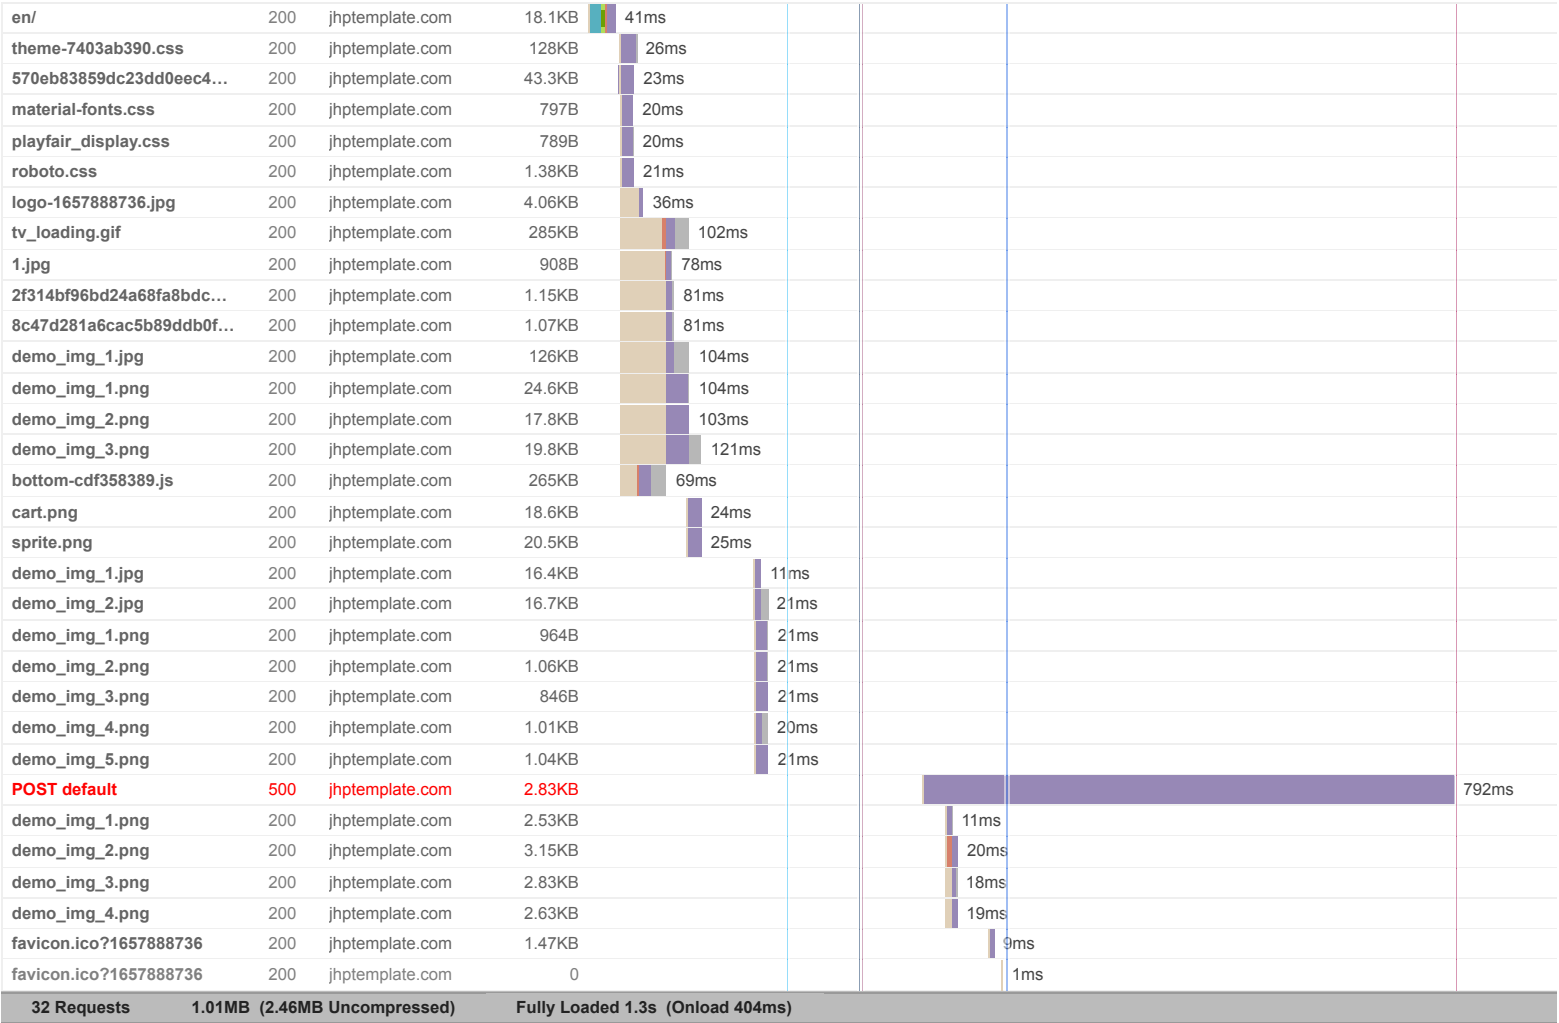 en/ 200 jhptemplate.com 18.1KB 41ms
theme-7403ab390.css 200 jhptemplate.com 128KB 26ms
570eb83859dc23dd0eec4... 200 jhptemplate.com 43.3KB 23ms
material-fonts.css 200 jhptemplate.com 797B 20ms
playfair_display.css 200 jhptemplate.com 789B 20ms
roboto.css 200 jhptemplate.com 1.38KB 21ms
logo-1657888736.jpg 200 jhptemplate.com 4.06KB 36ms
tv_loading.gif 200 jhptemplate.com 285KB 102ms
1.jpg 200 jhptemplate.com 908B 78ms
2f314bf96bd24a68fa8bdc... 200 jhptemplate.com 1.15KB 81ms
8c47d281a6cac5b89ddb0f... 200 jhptemplate.com 1.07KB 81ms
demo_img_1.jpg 200 jhptemplate.com 126KB 104ms
demo_img_1.png 200 jhptemplate.com 24.6KB 104ms
demo_img_2.png 200 jhptemplate.com 17.8KB 103ms
demo_img_3.png 200 jhptemplate.com 19.8KB 121ms
bottom-cdf358389.js 200 jhptemplate.com 265KB 69ms
cart.png 200 jhptemplate.com 18.6KB 24ms
sprite.png 200 jhptemplate.com 20.5KB 25ms
demo_img_1.jpg 200 jhptemplate.com 16.4KB 11ms
demo_img_2.jpg 200 jhptemplate.com 16.7KB 21ms
demo_img_1.png 200 jhptemplate.com 964B 21ms
demo_img_2.png 200 jhptemplate.com 1.06KB 21ms
demo_img_3.png 200 jhptemplate.com 846B 21ms
demo_img_4.png 200 jhptemplate.com 1.01KB 20ms
demo_img_5.png 200 jhptemplate.com 1.04KB 21ms
POST default 500 jhptemplate.com 2.83KB 792ms
demo_img_1.png 200 jhptemplate.com 2.53KB 11ms
demo_img_2.png 200 jhptemplate.com 3.15KB 20ms
demo_img_3.png 200 jhptemplate.com 2.83KB 18ms
demo_img_4.png 200 jhptemplate.com 2.63KB 19ms
favicon.ico?1657888736 200 jhptemplate.com 1.47KB 9ms
favicon.ico?1657888736 200 jhptemplate.com 0 1ms
32 Requests 1.01MB (2.46MB Uncompressed) Fully Loaded 1.3s (Onload 404ms)